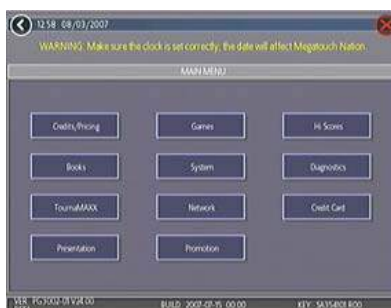 12:58 08/03/2007
WARNING: Make sure the clock is set correctly, the date will affect Megatouch Nation.
MAIN MENU
Credits/Pricing Games Hi Scores
Books System Diagnostics
TournaMAXX Network Credit Card
Presentation Promotion
VER: PG3002-01 V24.00 BUILD: 2007-07-15 00:00 KEY: